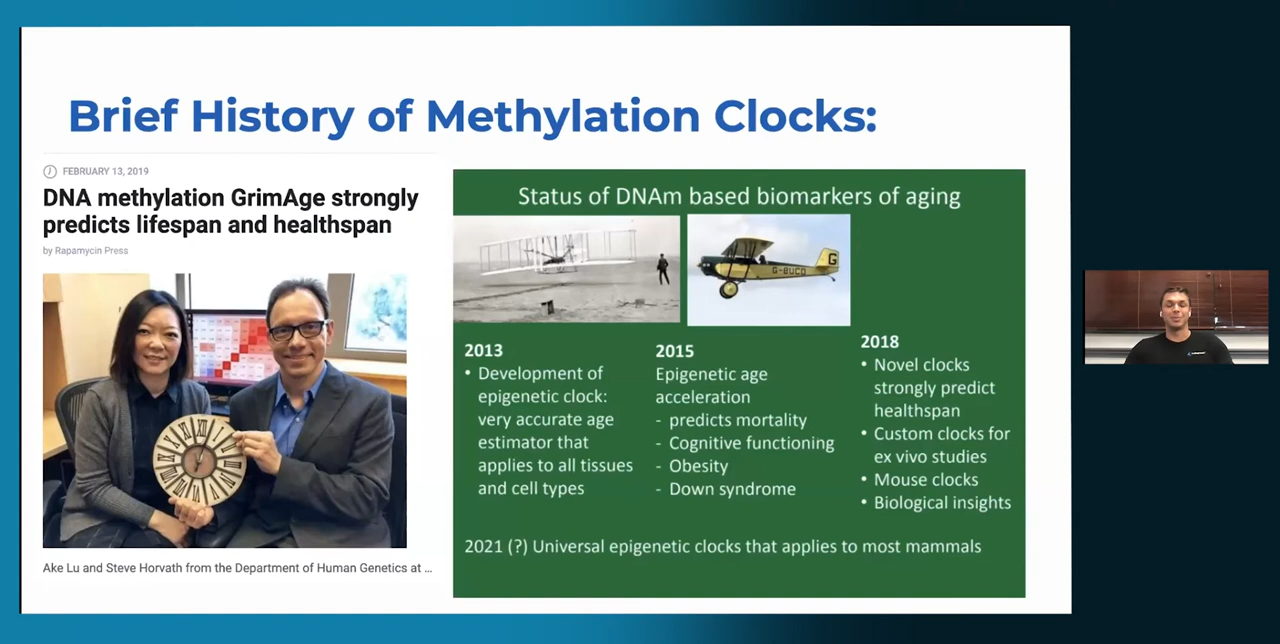 Brief History of Methylation Clocks:
FEBRUARY 13, 2019
DNA methylation GrimAge strongly
predicts lifespan and healthspan
by Rapamycin Press
Ake Lu and Steve Horvath from the Department of Human Genetics at ...
Status of DNAm based biomarkers of aging
G
G-BUCO
2013
• Development of
epigenetic clock:
very accurate age
estimator that
applies to all tissues
and cell types
2015
Epigenetic age
acceleration
- predicts mortality
- Cognitive functioning
- Obesity
- Down syndrome
2018
• Novel clocks
strongly predict
healthspan
• Custom clocks for
ex vivo studies
• Mouse clocks
• Biological insights
2021 (?) Universal epigenetic clocks that applies to most mammals